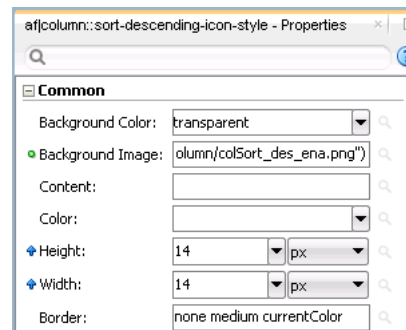 af|column::sort-descending-icon-style - Properties
Common
Background Color: transparent
Background Image: olumn/colSort_des_ena.png")
Content:
Color:
Height: 14 px
Width: 14 px
Border: none medium currentColor